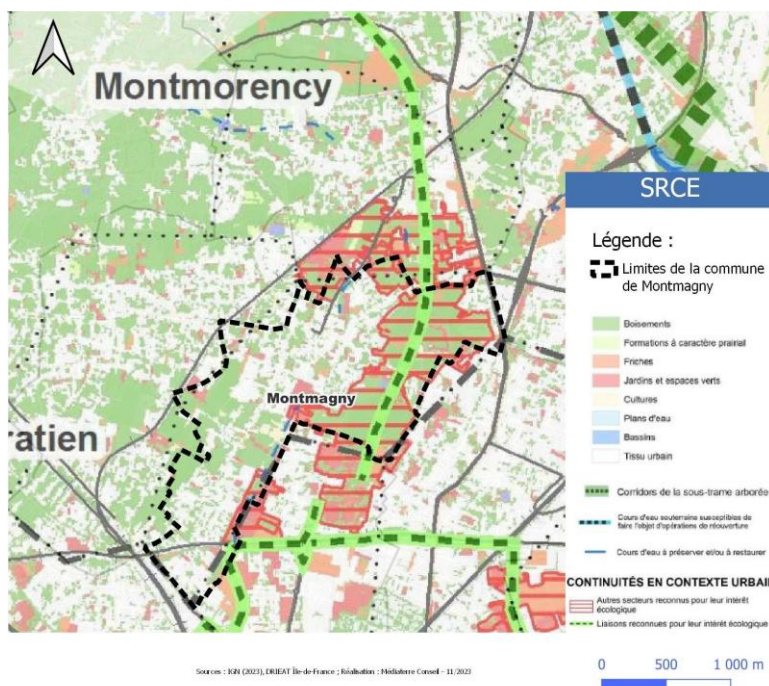 Montmorency
SRCE
Légende :
Limites de la commune
de Montmagny
Boisements
Formations à caractère prairial
Friches
Jardins et espaces verts
Cultures
Plans d'eau
Bassins
Tissu urbain
Montmagny
ratien
Corridors de la sous-trame arborée
Cours d'eau souterrains susceptibles de
faire l'objet d'opérations de réouverture
Cours d'eau à préserver et/ou à restaurer
CONTINUITÉS EN CONTEXTE URBAI
Autres secteurs reconnus pour leur intérêt
écologique
Liaisons reconnues pour leur intérêt écologique
Sources : IGN (2023), DRIEAT Île-de-France ; Réalisation : Médiaterre Conseil – 11/2023
0 500 1 000 m